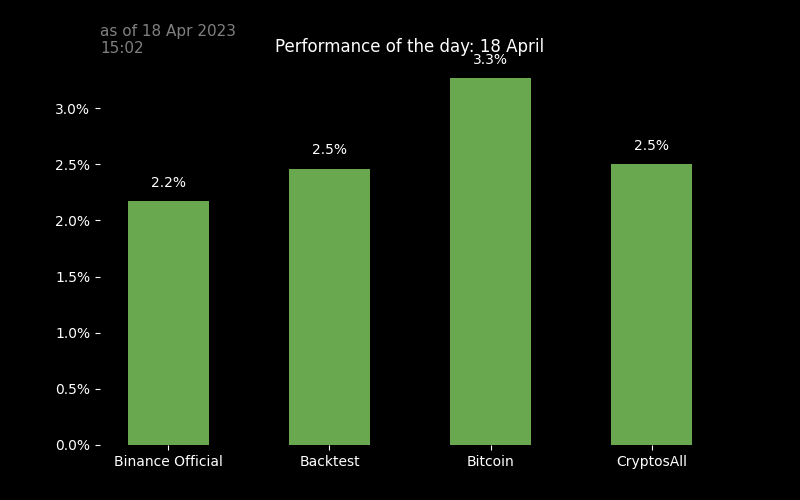 as of 18 Apr 2023
15:02
Performance of the day: 18 April
3.3%
2.5%
2.5%
2.2%
3.0%
2.5%
2.0%
1.5%
1.0%
0.5%
0.0%
Binance Official
Backtest
Bitcoin
CryptosAll